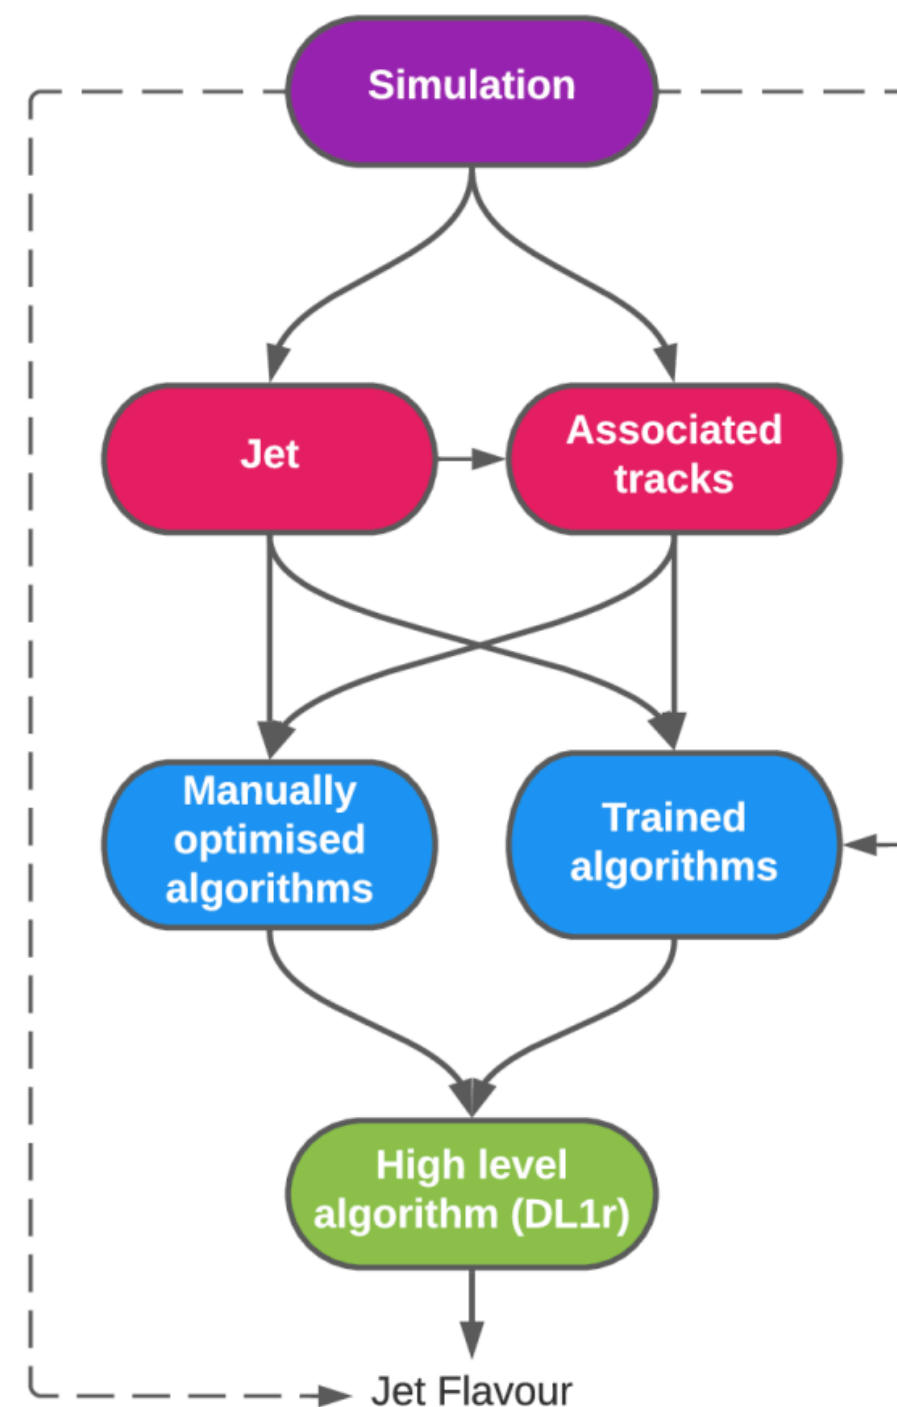 Simulation
Jet
Associated
tracks
Manually
optimised
algorithms
Trained
algorithms
High level
algorithm (DL1r)
Jet Flavour